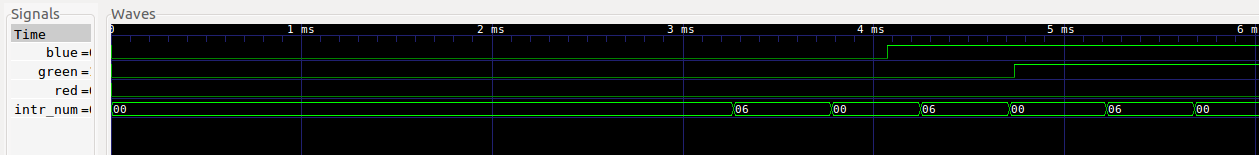 Signals Waves
Time 0 1 ms 2 ms 3 ms 4 ms 5 ms 6 m
blue =
green =
red =
intr_num = 00 06 00 06 00 06 00